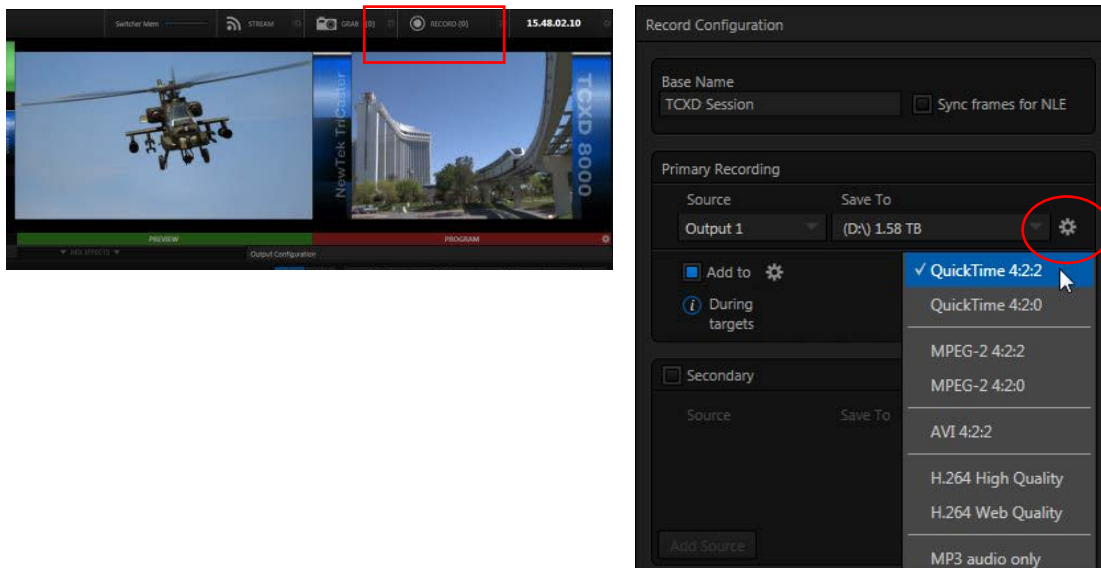 Switcher Mem
STREAM
GRAB (0)
RECORD (0)
15.48.02.10
NewTek TriCaster
TCXD 8000
PREVIEW
PROGRAM
Output Configuration
Record Configuration
Base Name
TCXD Session
Sync frames for NLE
Primary Recording
Source Save To
Output 1 (D:\) 1.58 TB
Add to
During
targets
✓ QuickTime 4:2:2
QuickTime 4:2:0
MPEG-2 4:2:2
MPEG-2 4:2:0
AVI 4:2:2
H.264 High Quality
H.264 Web Quality
MP3 audio only
Secondary
Source Save To
Add Source